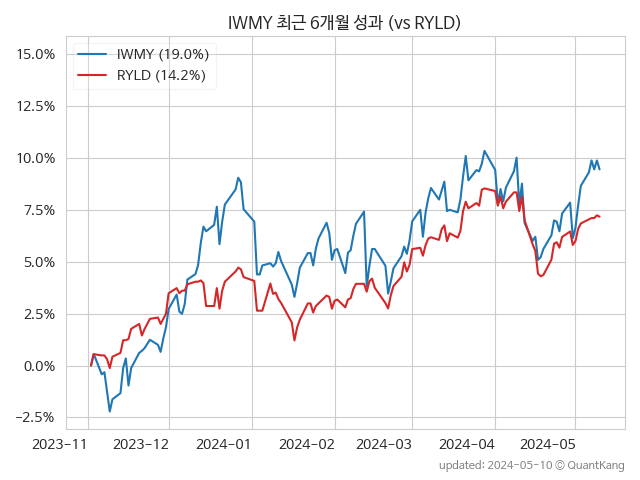 IWMY 최근 6개월 성과 (vs RYLD)
IWMY (19.0%)
RYLD (14.2%)
15.0%
12.5%
10.0%
7.5%
5.0%
2.5%
0.0%
−2.5%
2023−11 2023−12 2024−01 2024−02 2024−03 2024−04 2024−05
updated: 2024-05-10 © QuantKang